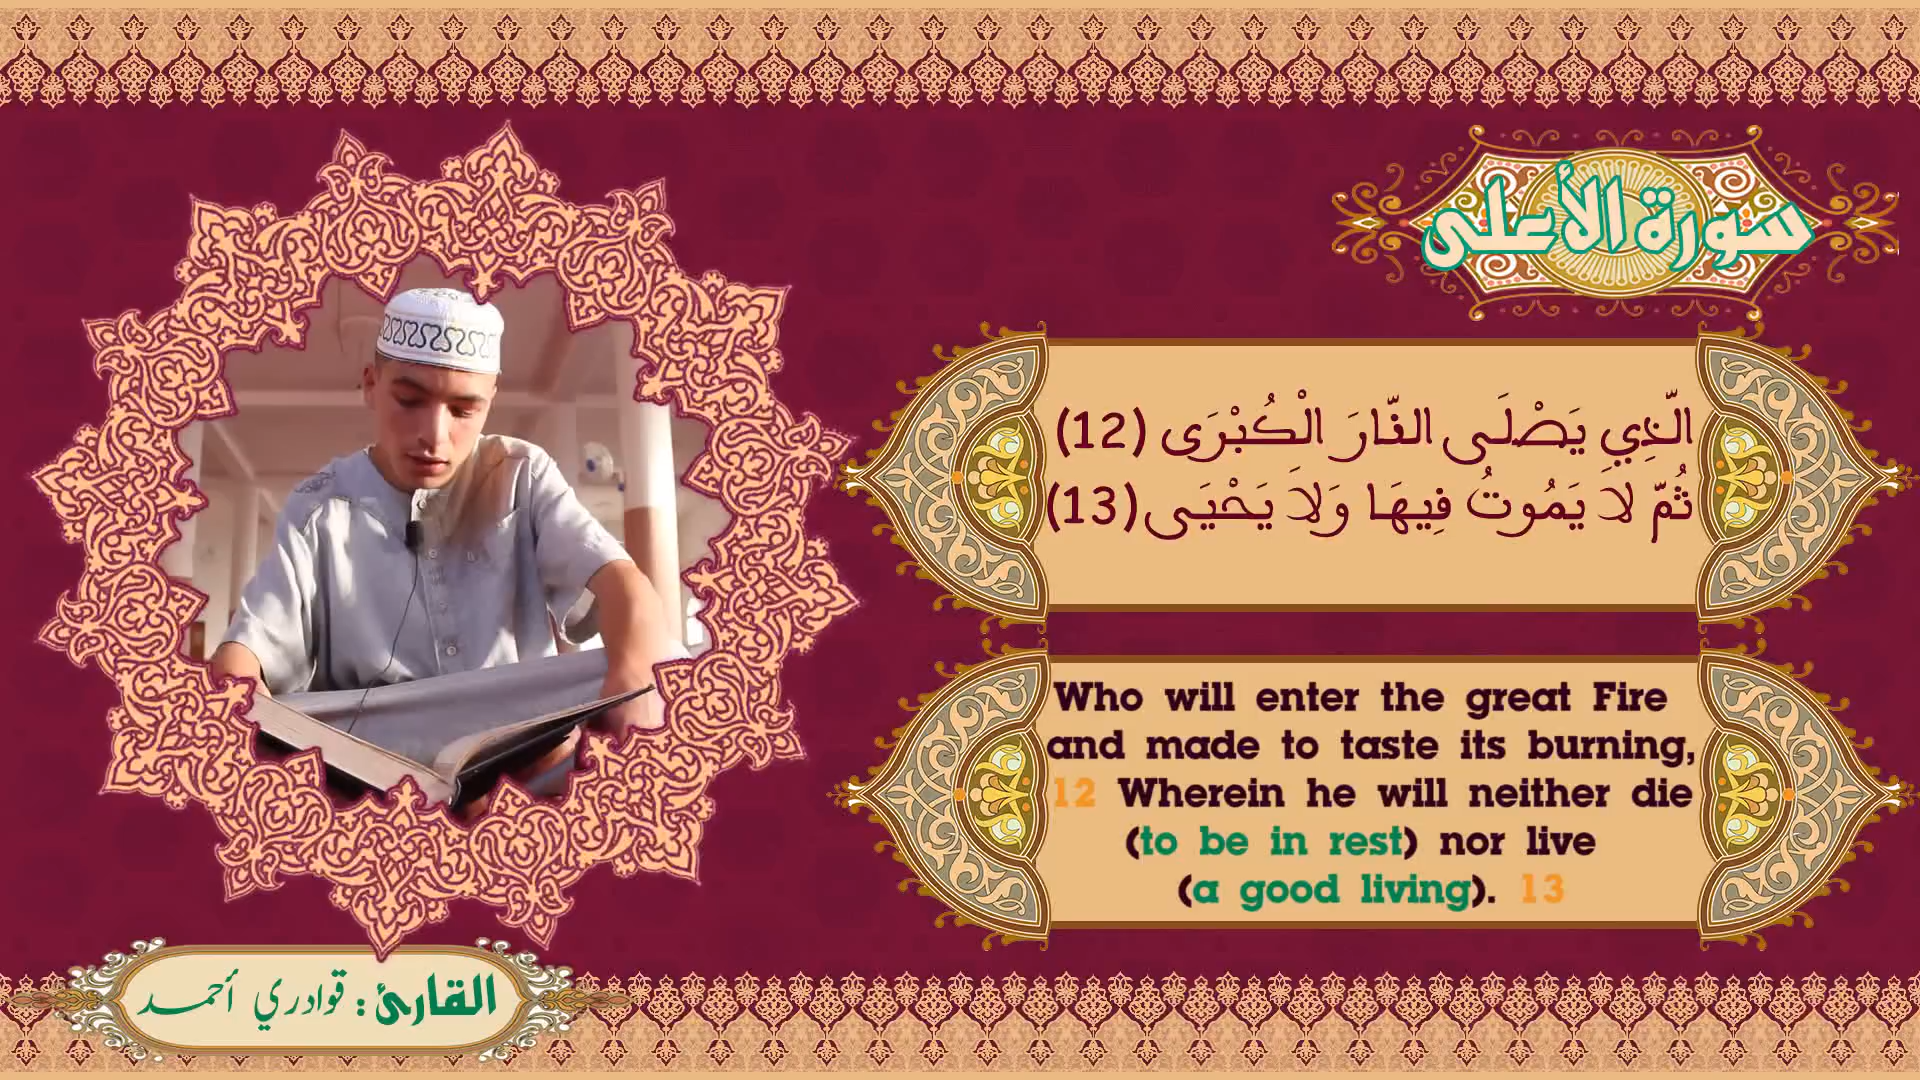 سورة الأعلى
الّذِي يَصْلَى النّارَ الْكُبْرَى (12)
ثُمّ لاَ يَمُوتُ فِيهَا وَلاَ يَحْيَى (13)
Who will enter the great Fire
and made to taste its burning,
12 Wherein he will neither die
(to be in rest) nor live
(a good living). 13
القارئ : قوادري أحمد